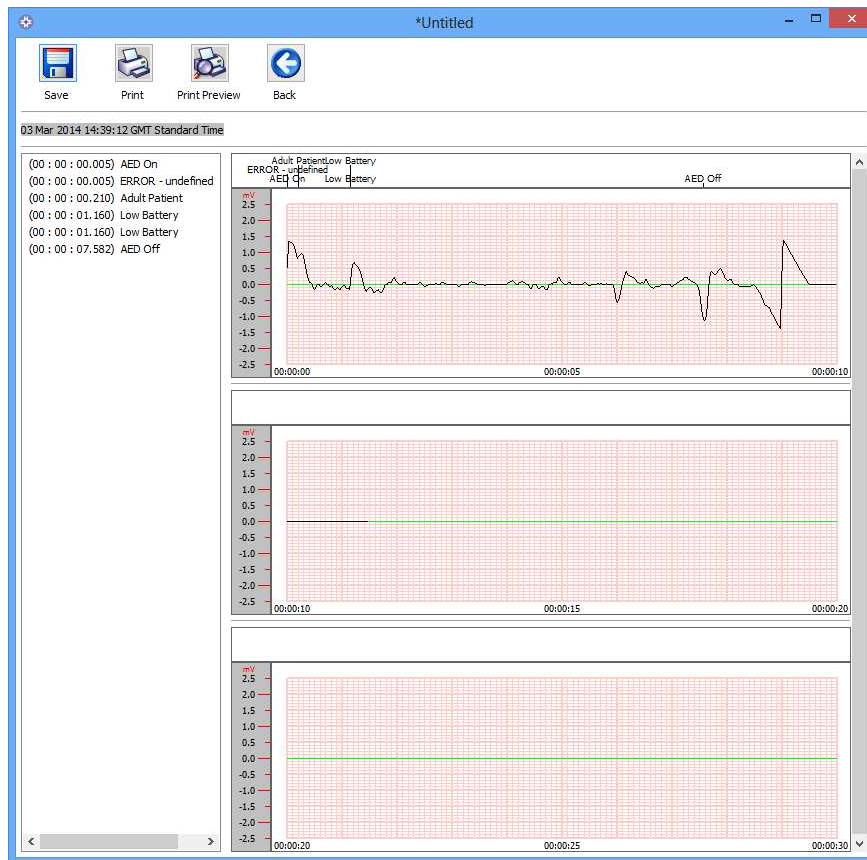 *Untitled
Save Print Print Preview Back
03 Mar 2014 14:39:12 GMT Standard Time
(00 : 00 : 00.005) AED On
(00 : 00 : 00.005) ERROR - undefined
(00 : 00 : 00.210) Adult Patient
(00 : 00 : 01.160) Low Battery
(00 : 00 : 01.160) Low Battery
(00 : 00 : 07.582) AED Off
Adult Patient Low Battery
ERROR - undefined
AED On Low Battery AED Off
mV
2.5
2.0
1.5
1.0
0.5
0.0
-0.5
-1.0
-1.5
-2.0
-2.5
00:00:00 00:00:05 00:00:10
mV
2.5
2.0
1.5
1.0
0.5
0.0
-0.5
-1.0
-1.5
-2.0
-2.5
00:00:10 00:00:15 00:00:20
mV
2.5
2.0
1.5
1.0
0.5
0.0
-0.5
-1.0
-1.5
-2.0
-2.5
00:00:20 00:00:25 00:00:30